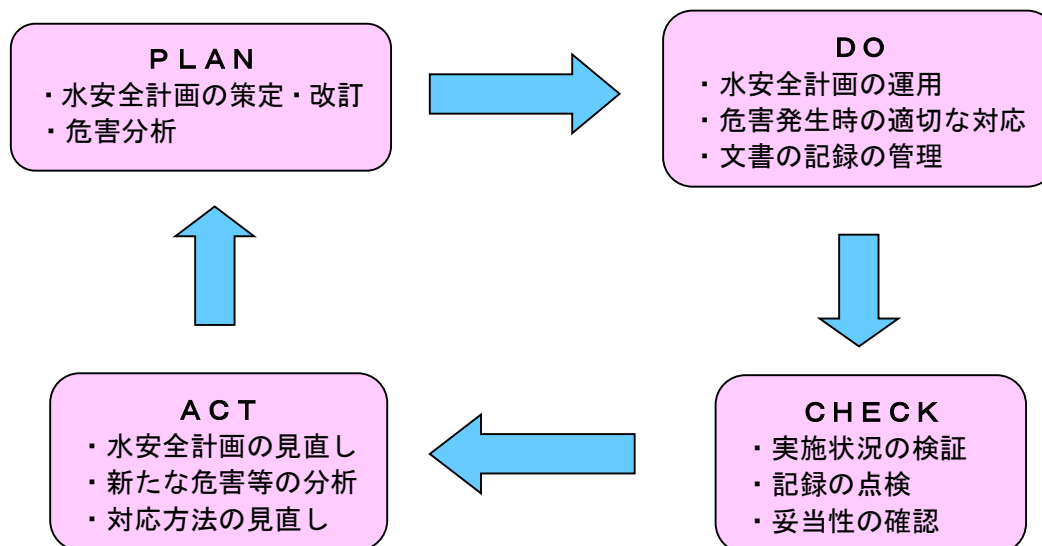 ＰＬＡＮ
・水安全計画の策定・改訂
・危害分析
ＤＯ
・水安全計画の運用
・危害発生時の適切な対応
・文書の記録の管理
ＡＣＴ
・水安全計画の見直し
・新たな危害等の分析
・対応方法の見直し
ＣＨＥＣＫ
・実施状況の検証
・記録の点検
・妥当性の確認